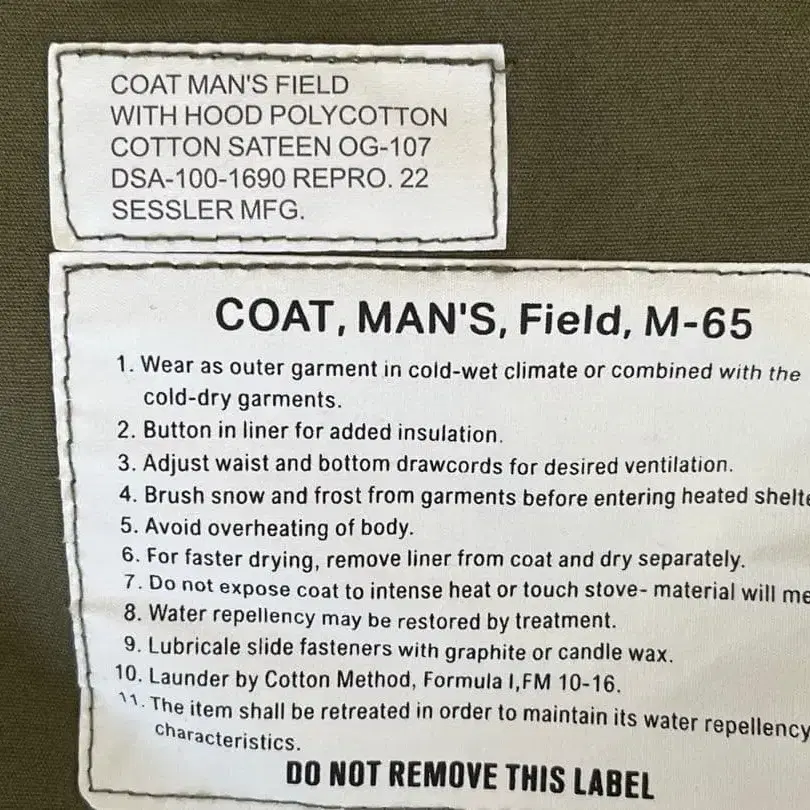 COAT MAN'S FIELD
WITH HOOD POLYCOTTON
COTTON SATEEN OG-107
DSA-100-1690 REPRO. 22
SESSLER MFG.
COAT, MAN'S, Field, M-65
1. Wear as outer garment in cold-wet climate or combined with the
cold-dry garments.
2. Button in liner for added insulation.
3. Adjust waist and bottom drawcords for desired ventilation.
4. Brush snow and frost from garments before entering heated
5. Avoid overheating of body.
6. For faster drying, remove liner from coat and dry separately.
7. Do not expose coat to intense heat or touch stove- material will
8. Water repellency may be restored by treatment.
9. Lubricale slide fasteners with graphite or candle wax.
10. Launder by Cotton Method, Formula I,FM 10-16.
11. The item shall be retreated in order to maintain its water repellency
characteristics.
DO NOT REMOVE THIS LABEL